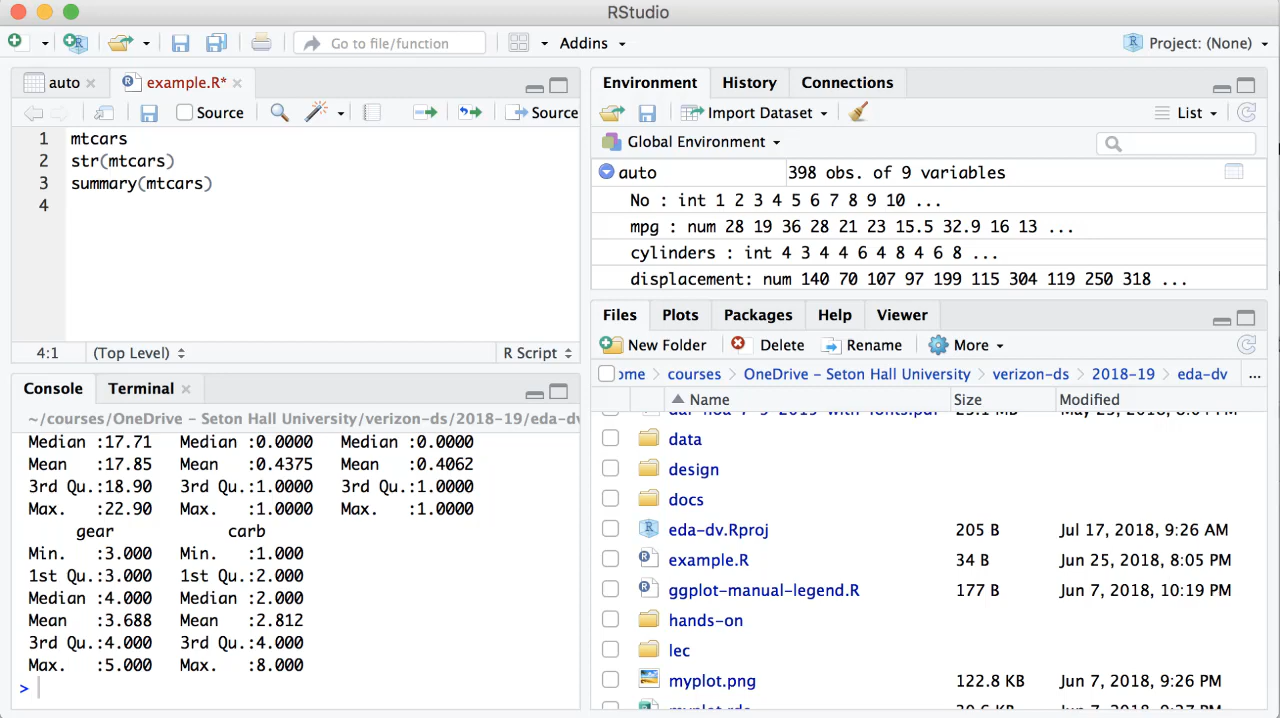 RStudio
Go to file/function
Addins
Project: (None)
auto
example.R*
Source
Source
1 mtcars
2 str(mtcars)
3 summary(mtcars)
4
4:1 (Top Level) R Script
Console Terminal
~/courses/OneDrive – Seton Hall University/verizon-ds/2018-19/eda-dv
Median :17.71 Median :0.0000 Median :0.0000
Mean :17.85 Mean :0.4375 Mean :0.4062
3rd Qu.:18.90 3rd Qu.:1.0000 3rd Qu.:1.0000
Max. :22.90 Max. :1.0000 Max. :1.0000
gear carb
Min. :3.000 Min. :1.000
1st Qu.:3.000 1st Qu.:2.000
Median :4.000 Median :2.000
Mean :3.688 Mean :2.812
3rd Qu.:4.000 3rd Qu.:4.000
Max. :5.000 Max. :8.000
>
Environment History Connections
Import Dataset List
Global Environment
auto 398 obs. of 9 variables
No : int 1 2 3 4 5 6 7 8 9 10 ...
mpg : num 28 19 36 28 21 23 15.5 32.9 16 13 ...
cylinders : int 4 3 4 4 6 4 8 4 6 8 ...
displacement: num 140 70 107 97 199 115 304 119 250 318 ...
Files Plots Packages Help Viewer
New Folder Delete Rename More
ome > courses > OneDrive – Seton Hall University > verizon-ds > 2018-19 > eda-dv ...
Name Size Modified
data
design
docs
eda-dv.Rproj 205 B Jul 17, 2018, 9:26 AM
example.R 34 B Jun 25, 2018, 8:05 PM
ggplot-manual-legend.R 177 B Jun 7, 2018, 10:19 PM
hands-on
lec
myplot.png 122.8 KB Jun 7, 2018, 9:26 PM